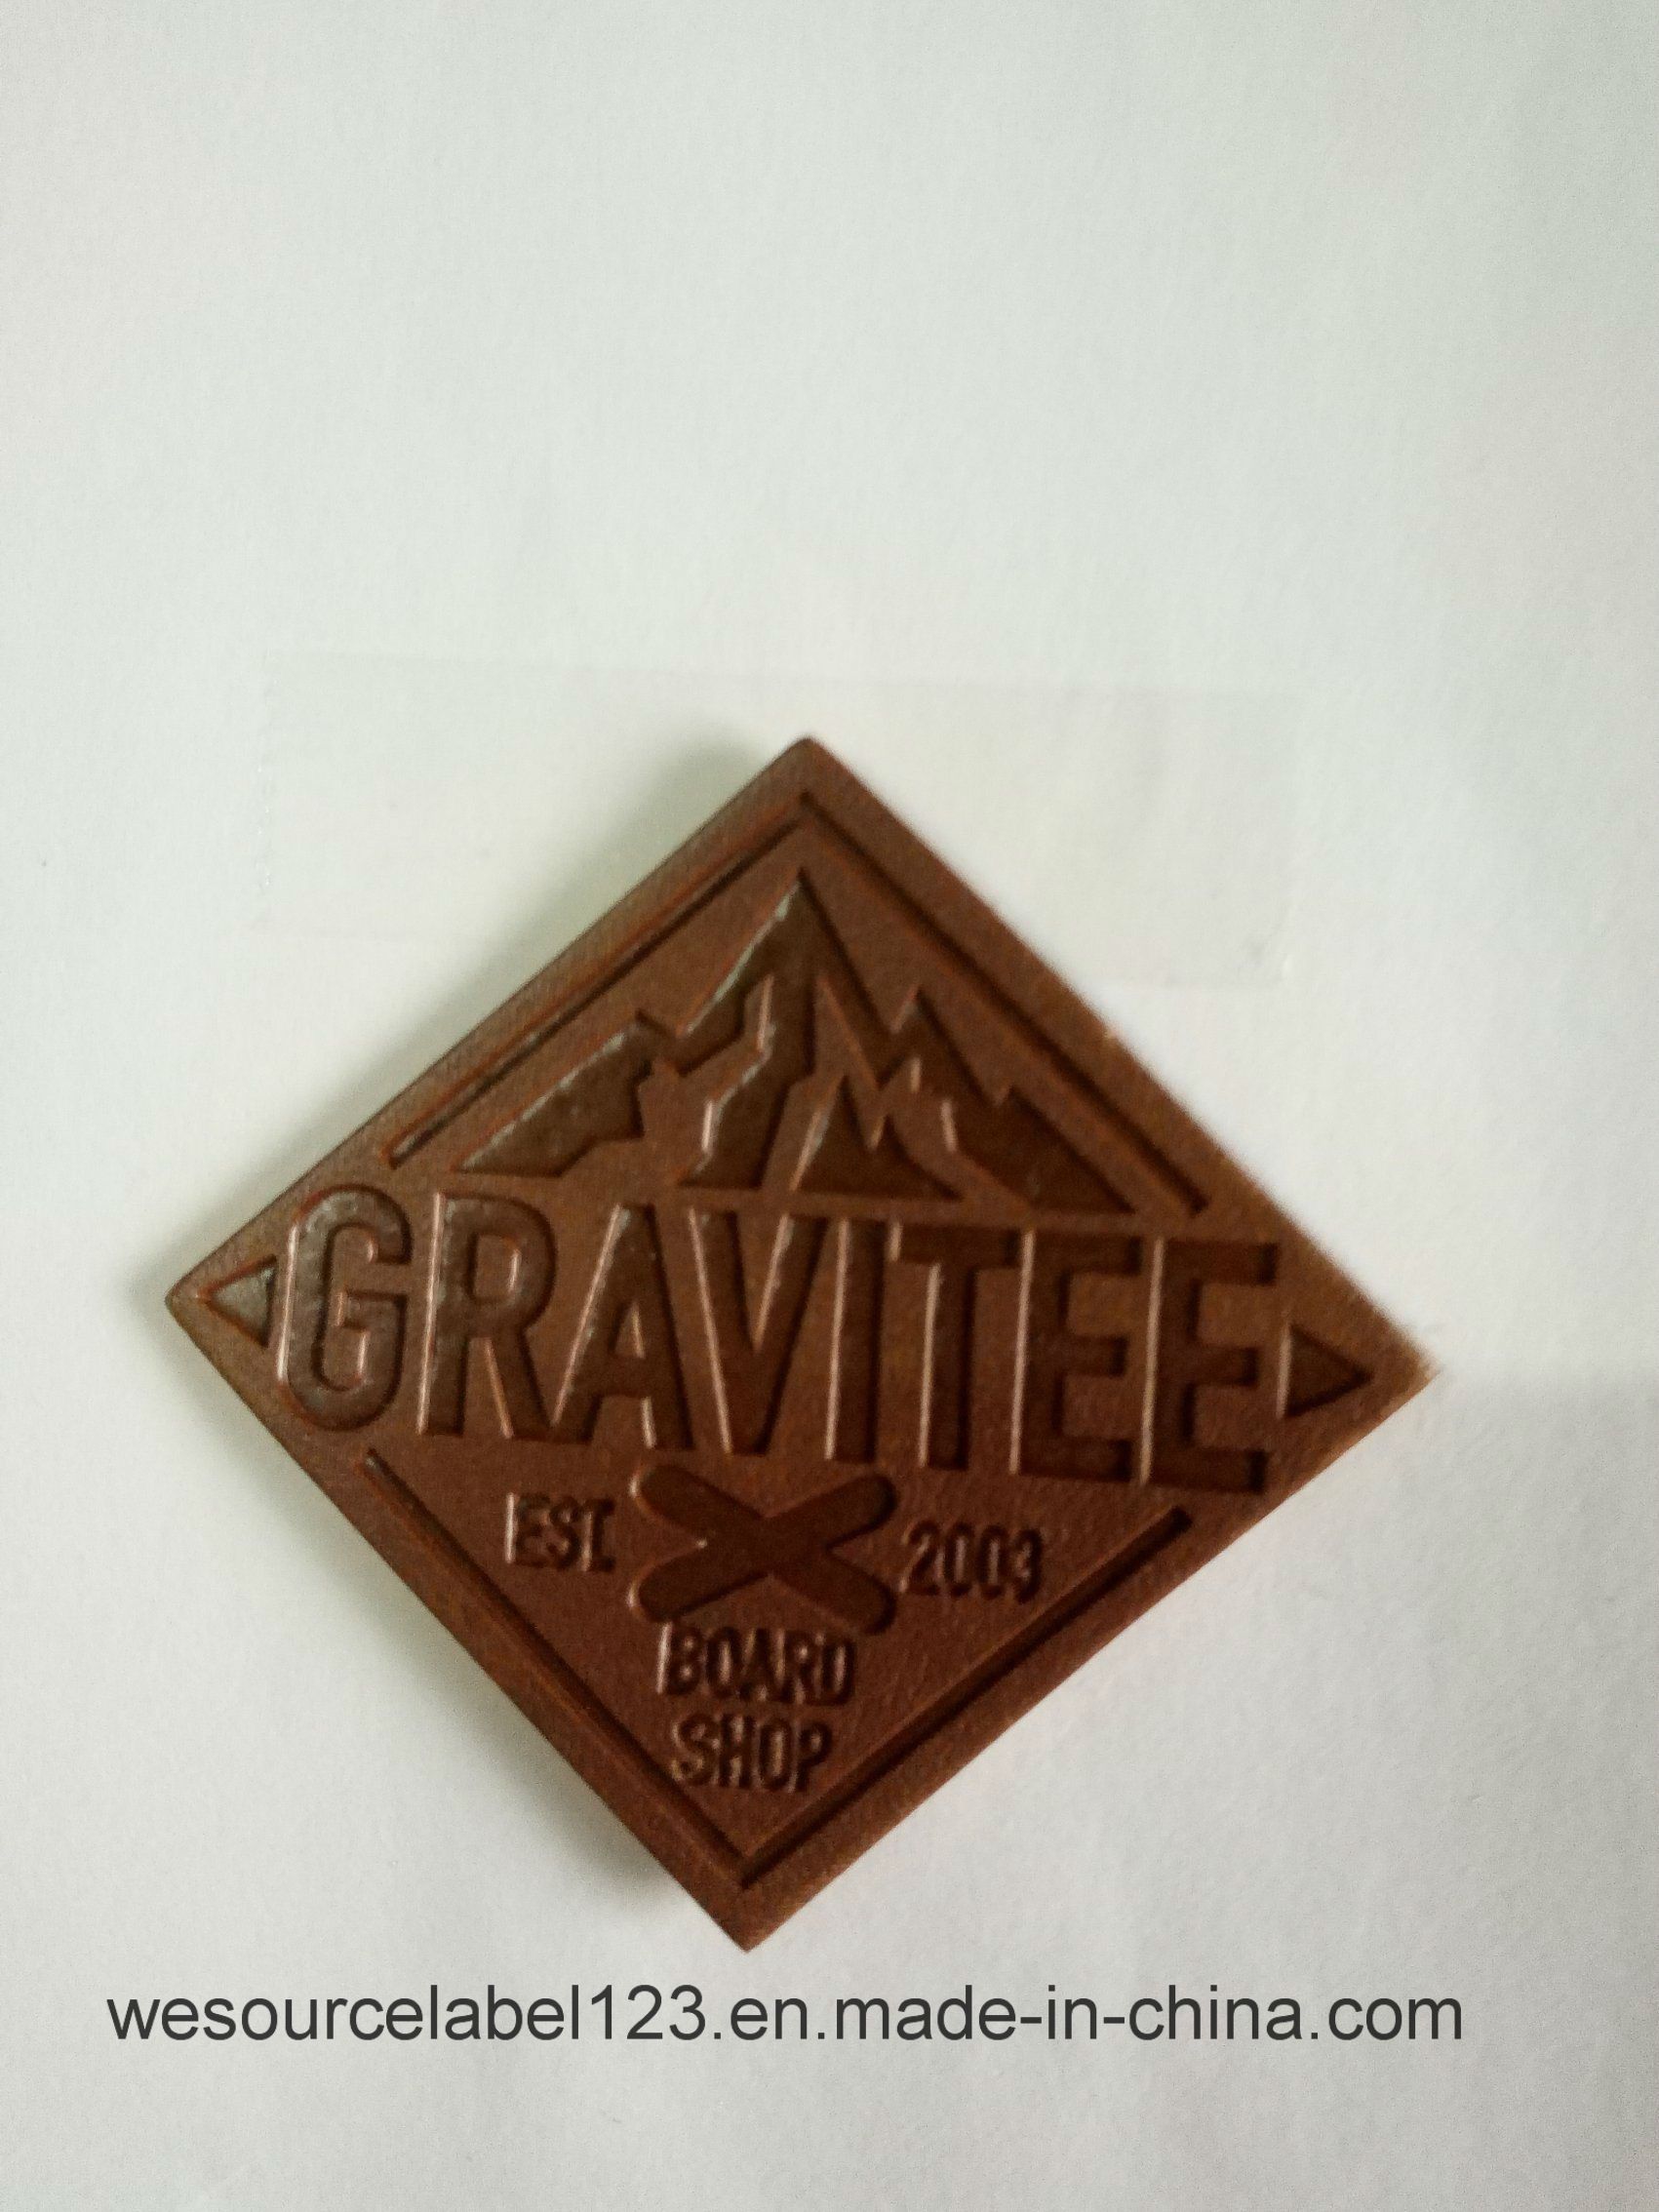 GRAVITEE
EST 2003
BOARD
SHOP
wesourcelabel123.en.made-in-china.com